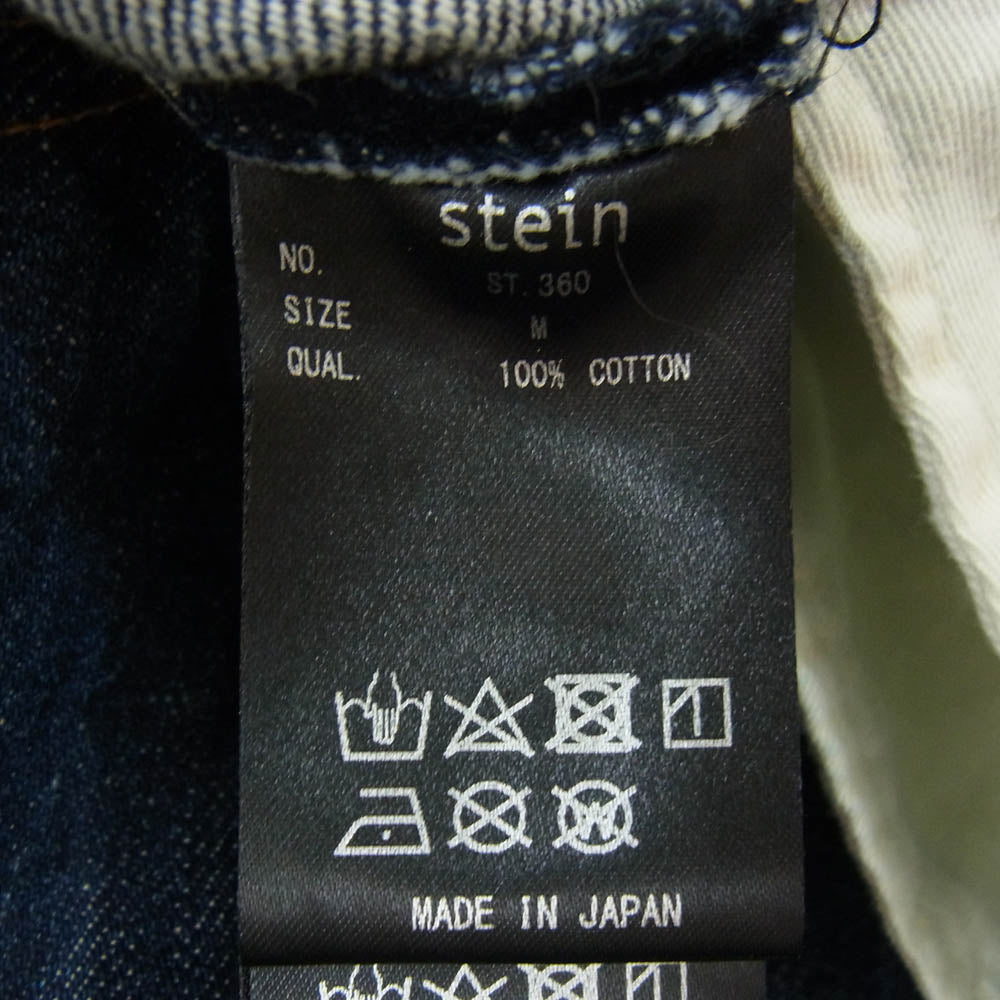 stein
NO. ST. 360
SIZE M
QUAL. 100% COTTON
W
MADE IN JAPAN